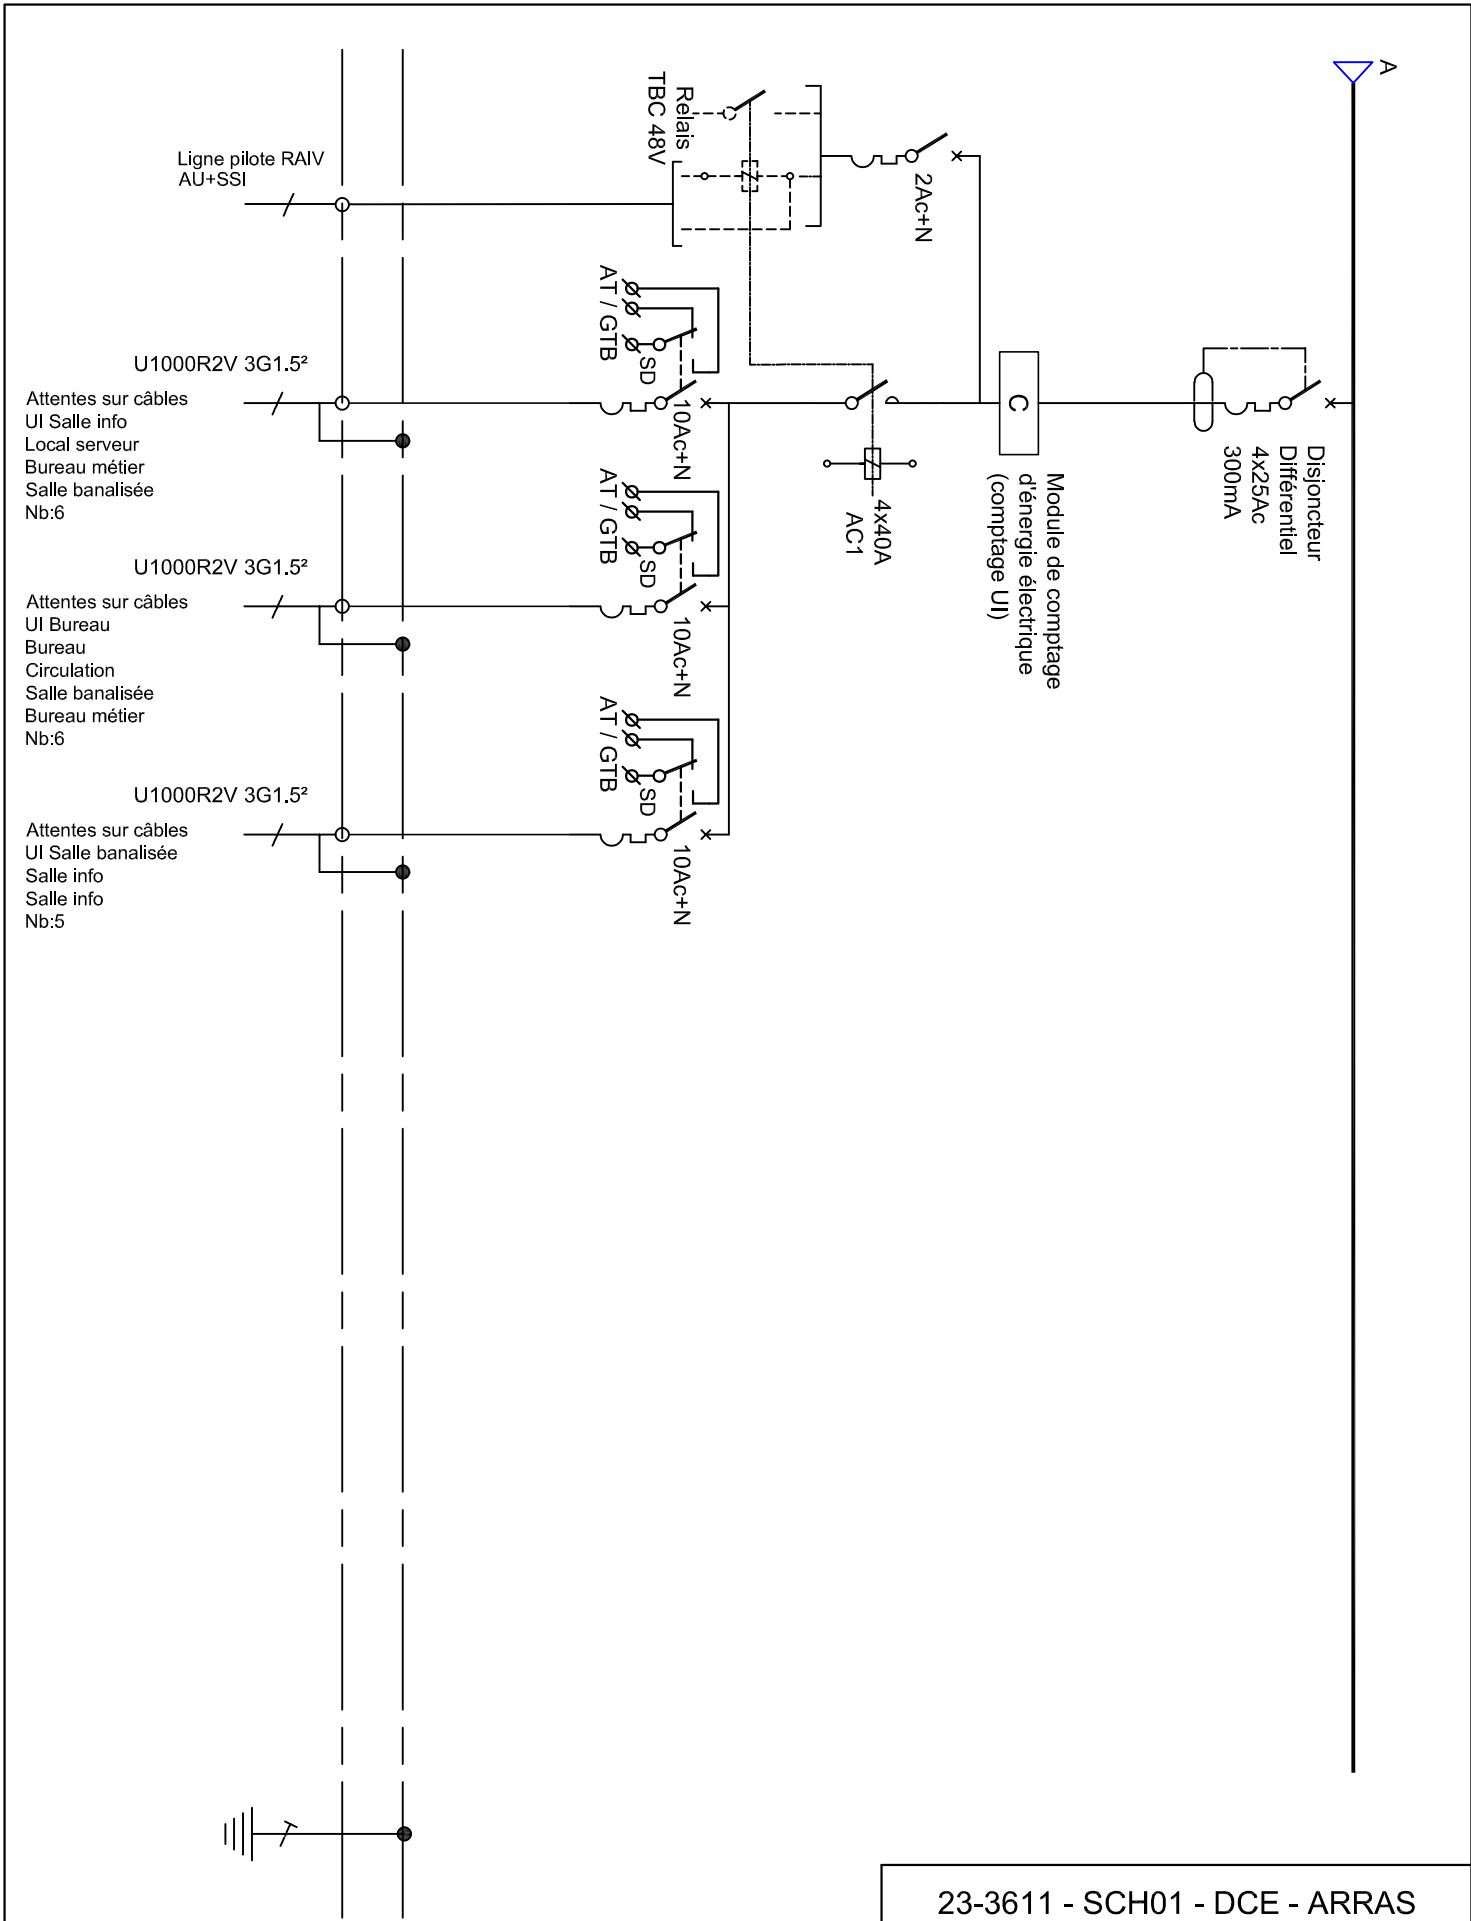 A
Relais
TBC 48V
2Ac+N
Ligne pilote RAIV
AU+SSI
AT / GTB
SD
10Ac+N
U1000R2V 3G1.5²
Attentes sur câbles
UI Salle info
Local serveur
Bureau métier
Salle banalisée
Nb:6
C
4x40A
AC1
Module de comptage
d'énergie électrique
(comptage UI)
Disjoncteur
Différentiel
4x25Ac
300mA
AT / GTB
SD
10Ac+N
U1000R2V 3G1.5²
Attentes sur câbles
UI Bureau
Bureau
Circulation
Salle banalisée
Bureau métier
Nb:6
AT / GTB
SD
10Ac+N
U1000R2V 3G1.5²
Attentes sur câbles
UI Salle banalisée
Salle info
Salle info
Nb:5
23-3611 - SCH01 - DCE - ARRAS